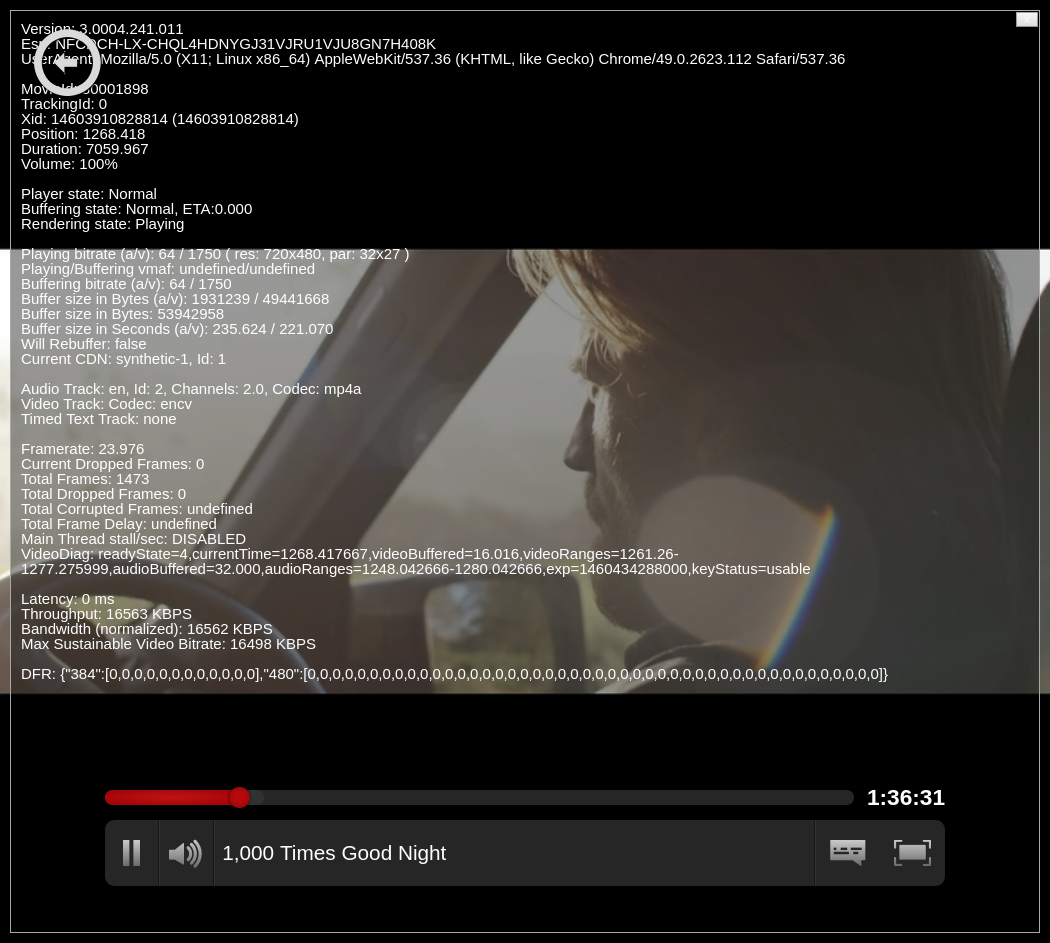 Version: 3.0004.241.011
Esn: NFCDCH-LX-CHQL4HDNYGJ31VJRU1VJU8GN7H408K
UserAgent: Mozilla/5.0 (X11; Linux x86_64) AppleWebKit/537.36 (KHTML, like Gecko) Chrome/49.0.2623.112 Safari/537.36
MovieId: 80001898
TrackingId: 0
Xid: 14603910828814 (14603910828814)
Position: 1268.418
Duration: 7059.967
Volume: 100%
Player state: Normal
Buffering state: Normal, ETA:0.000
Rendering state: Playing
Playing bitrate (a/v): 64 / 1750 ( res: 720x480, par: 32x27 )
Playing/Buffering vmaf: undefined/undefined
Buffering bitrate (a/v): 64 / 1750
Buffer size in Bytes (a/v): 1931239 / 49441668
Buffer size in Bytes: 53942958
Buffer size in Seconds (a/v): 235.624 / 221.070
Will Rebuffer: false
Current CDN: synthetic-1, Id: 1
Audio Track: en, Id: 2, Channels: 2.0, Codec: mp4a
Video Track: Codec: encv
Timed Text Track: none
Framerate: 23.976
Current Dropped Frames: 0
Total Frames: 1473
Total Dropped Frames: 0
Total Corrupted Frames: undefined
Total Frame Delay: undefined
Main Thread stall/sec: DISABLED
VideoDiag: readyState=4,currentTime=1268.417667,videoBuffered=16.016,videoRanges=1261.26-
1277.275999,audioBuffered=32.000,audioRanges=1248.042666-1280.042666,exp=1460434288000,keyStatus=usable
Latency: 0 ms
Throughput: 16563 KBPS
Bandwidth (normalized): 16562 KBPS
Max Sustainable Video Bitrate: 16498 KBPS
DFR: {"384":[0,0,0,0,0,0,0,0,0,0,0,0],"480":[0,0,0,0,0,0,0,0,0,0,0,0,0,0,0,0,0,0,0,0,0,0,0,0,0,0,0,0,0,0,0,0,0,0,0,0,0,0,0,0,0,0,0,0,0,0]}
1:36:31
1,000 Times Good Night